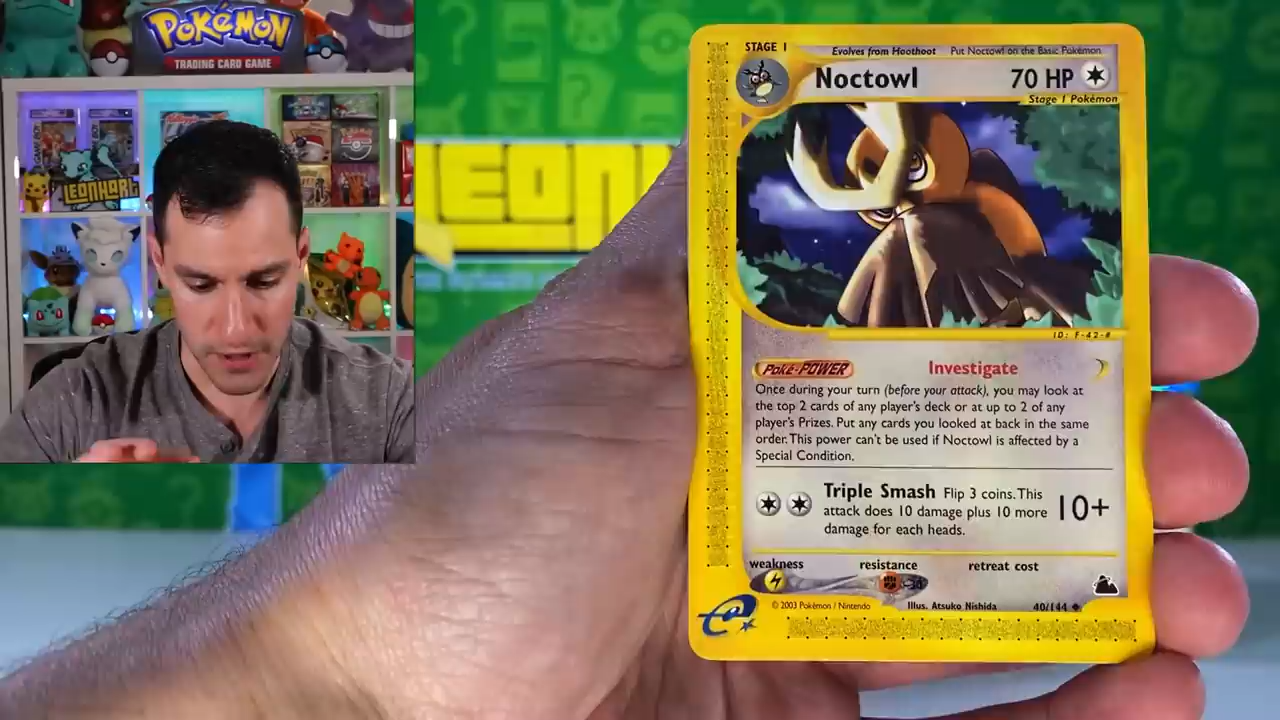 POKéMON
TRADING CARD GAME
LEONHART
STAGE 1
Evolves from Hoothoot Put Noctowl on the Basic Pokémon
Noctowl 70 HP
Stage 1 Pokémon
ID: F-42-#
Poké-POWER Investigate
Once during your turn (before your attack), you may look at
the top 2 cards of any player's deck or at up to 2 of any
player's Prizes. Put any cards you looked at back in the same
order. This power can't be used if Noctowl is affected by a
Special Condition.
Triple Smash Flip 3 coins. This
attack does 10 damage plus 10 more
damage for each heads.
10+
weakness resistance retreat cost
-30
© 2003 Pokémon / Nintendo Illus. Atsuko Nishida 40/144
e